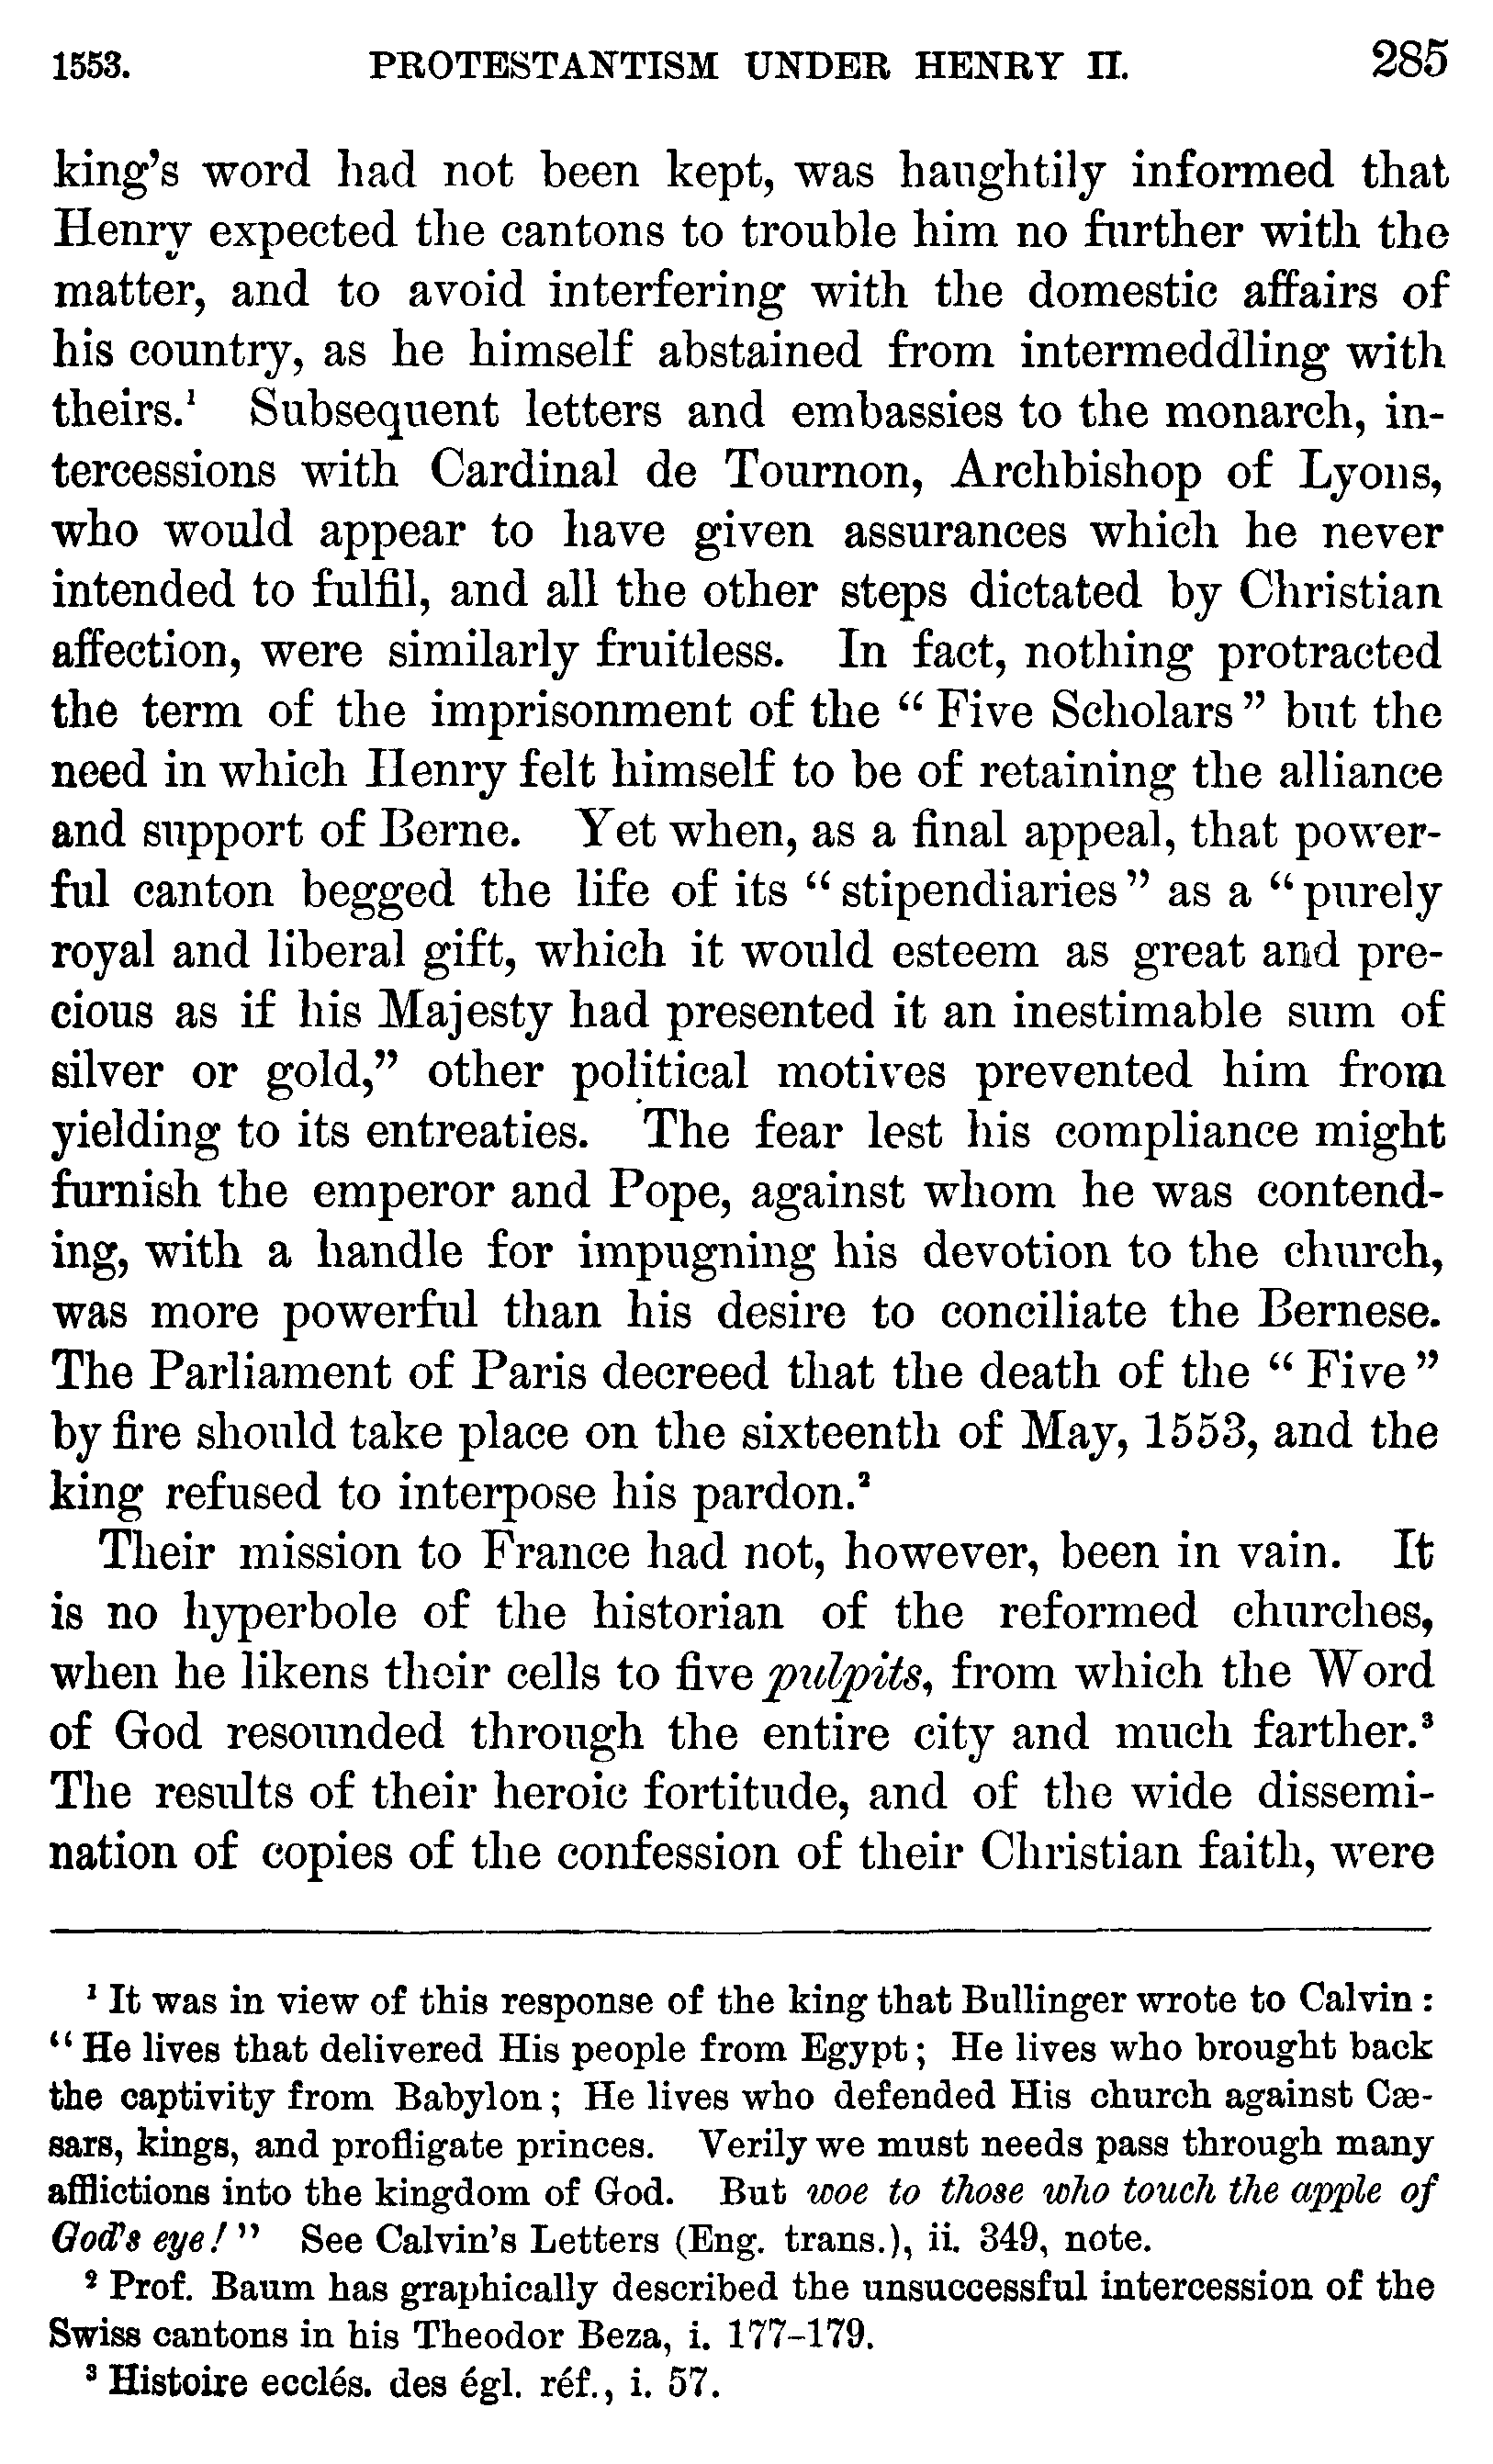 1553. PROTESTANTISM UNDER HENRY II. 285
king's word had not been kept, was haughtily informed that
Henry expected the cantons to trouble him no further with the
matter, and to avoid interfering with the domestic affairs of
his country, as he himself abstained from intermeddling with
theirs.¹ Subsequent letters and embassies to the monarch, in-
tercessions with Cardinal de Tournon, Archbishop of Lyons,
who would appear to have given assurances which he never
intended to fulfil, and all the other steps dictated by Christian
affection, were similarly fruitless. In fact, nothing protracted
the term of the imprisonment of the “Five Scholars” but the
need in which Henry felt himself to be of retaining the alliance
and support of Berne. Yet when, as a final appeal, that power-
ful canton begged the life of its “stipendiaries” as a “purely
royal and liberal gift, which it would esteem as great and pre-
cious as if his Majesty had presented it an inestimable sum of
silver or gold,” other political motives prevented him from
yielding to its entreaties. The fear lest his compliance might
furnish the emperor and Pope, against whom he was contend-
ing, with a handle for impugning his devotion to the church,
was more powerful than his desire to conciliate the Bernese.
The Parliament of Paris decreed that the death of the “Five”
by fire should take place on the sixteenth of May, 1553, and the
king refused to interpose his pardon.²
Their mission to France had not, however, been in vain. It
is no hyperbole of the historian of the reformed churches,
when he likens their cells to five pulpits, from which the Word
of God resounded through the entire city and much farther.³
The results of their heroic fortitude, and of the wide dissemi-
nation of copies of the confession of their Christian faith, were
¹ It was in view of this response of the king that Bullinger wrote to Calvin:
“He lives that delivered His people from Egypt; He lives who brought back
the captivity from Babylon; He lives who defended His church against Cæ-
sars, kings, and profligate princes. Verily we must needs pass through many
afflictions into the kingdom of God. But woe to those who touch the apple of
God's eye!” See Calvin's Letters (Eng. trans.), ii. 349, note.
² Prof. Baum has graphically described the unsuccessful intercession of the
Swiss cantons in his Theodor Beza, i. 177–179.
³ Histoire ecclés. des égl. réf., i. 57.